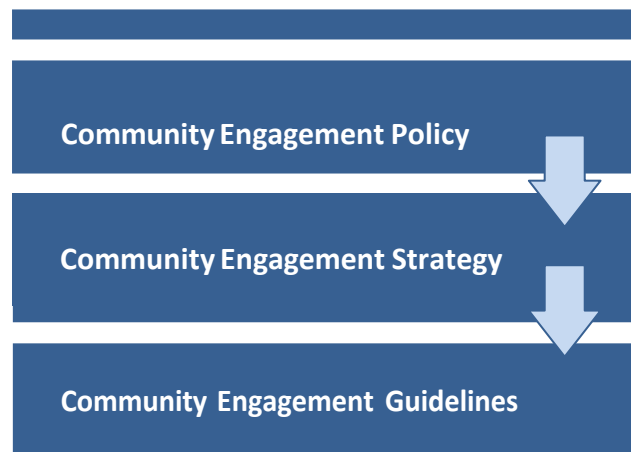 Community Engagement Policy
Community Engagement Strategy
Community Engagement Guidelines